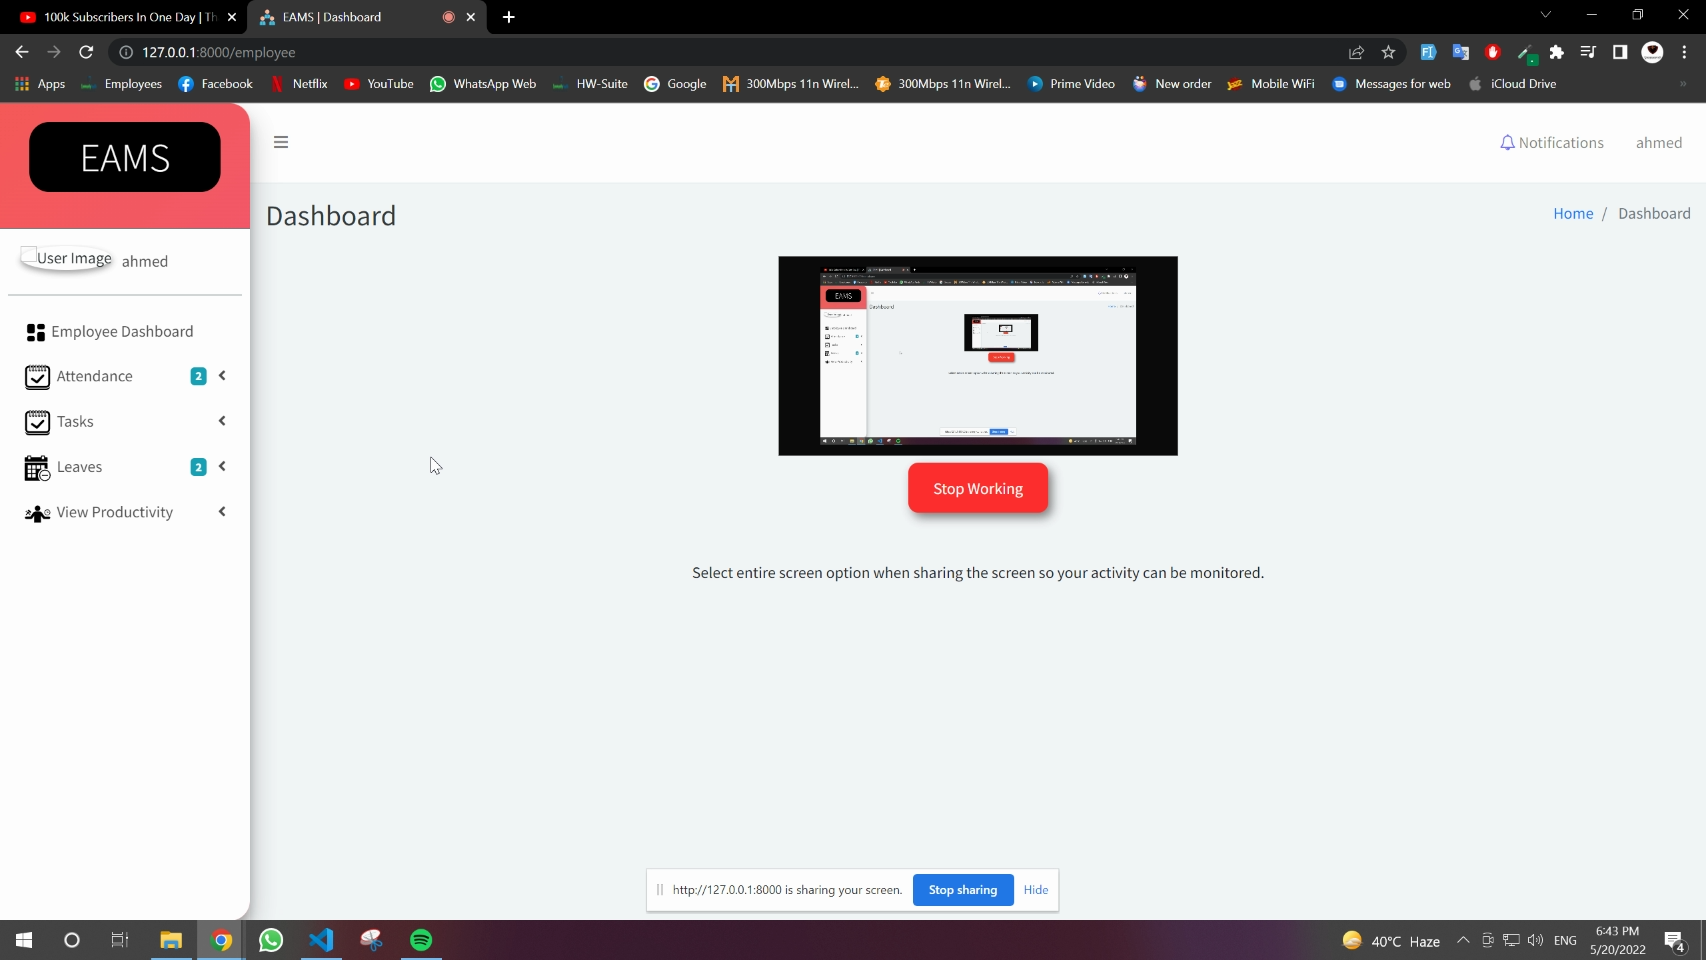 100k Subscribers In One Day | Th
EAMS | Dashboard
127.0.0.1:8000/employee
Apps
Employees
Facebook
Netflix
YouTube
WhatsApp Web
HW-Suite
Google
300Mbps 11n Wirel...
300Mbps 11n Wirel...
Prime Video
New order
Mobile WiFi
Messages for web
iCloud Drive
EAMS
Notifications
ahmed
Dashboard
Home / Dashboard
User Image
ahmed
Employee Dashboard
Attendance 2
Tasks
Leaves 2
View Productivity
EAMS
Dashboard
Stop Working
Select entire screen option when sharing the screen so your activity can be monitored.
http://127.0.0.1:8000 is sharing your screen.
Stop sharing
Hide
40°C Haze
ENG
6:43 PM
5/20/2022
4